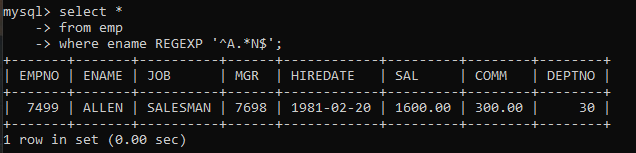 mysql> select *
    -> from emp
    -> where ename REGEXP '^A.*N$';
+-------+-------+----------+------+------------+---------+--------+--------+
| EMPNO | ENAME | JOB      | MGR  | HIREDATE   | SAL     | COMM   | DEPTNO |
+-------+-------+----------+------+------------+---------+--------+--------+
|  7499 | ALLEN | SALESMAN | 7698 | 1981-02-20 | 1600.00 | 300.00 |     30 |
+-------+-------+----------+------+------------+---------+--------+--------+
1 row in set (0.00 sec)